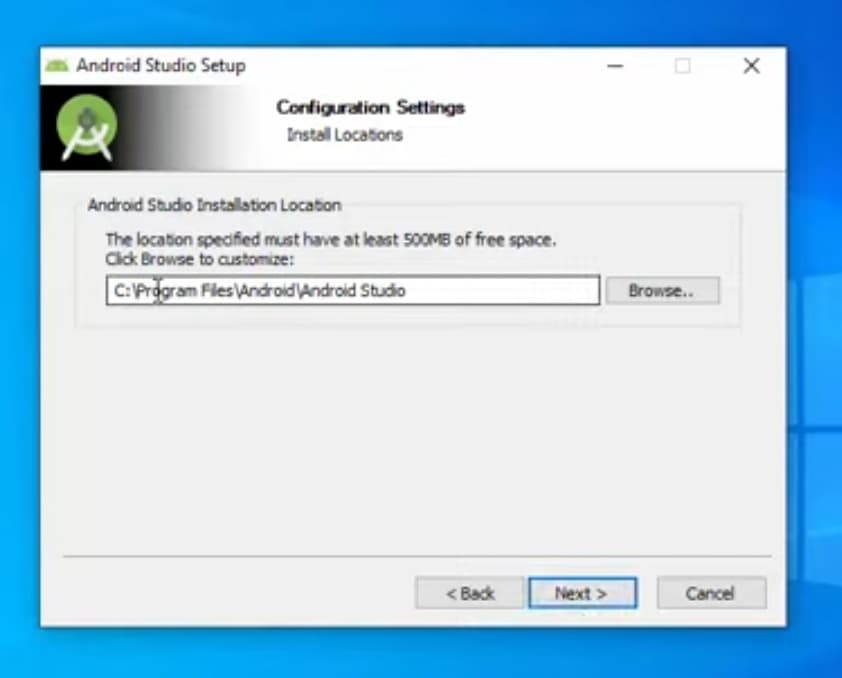 Android Studio Setup
Configuration Settings
Install Locations
Android Studio Installation Location
The location specified must have at least 500MB of free space.
Click Browse to customize:
C:\Program Files\Android\Android Studio
Browse..
< Back
Next >
Cancel